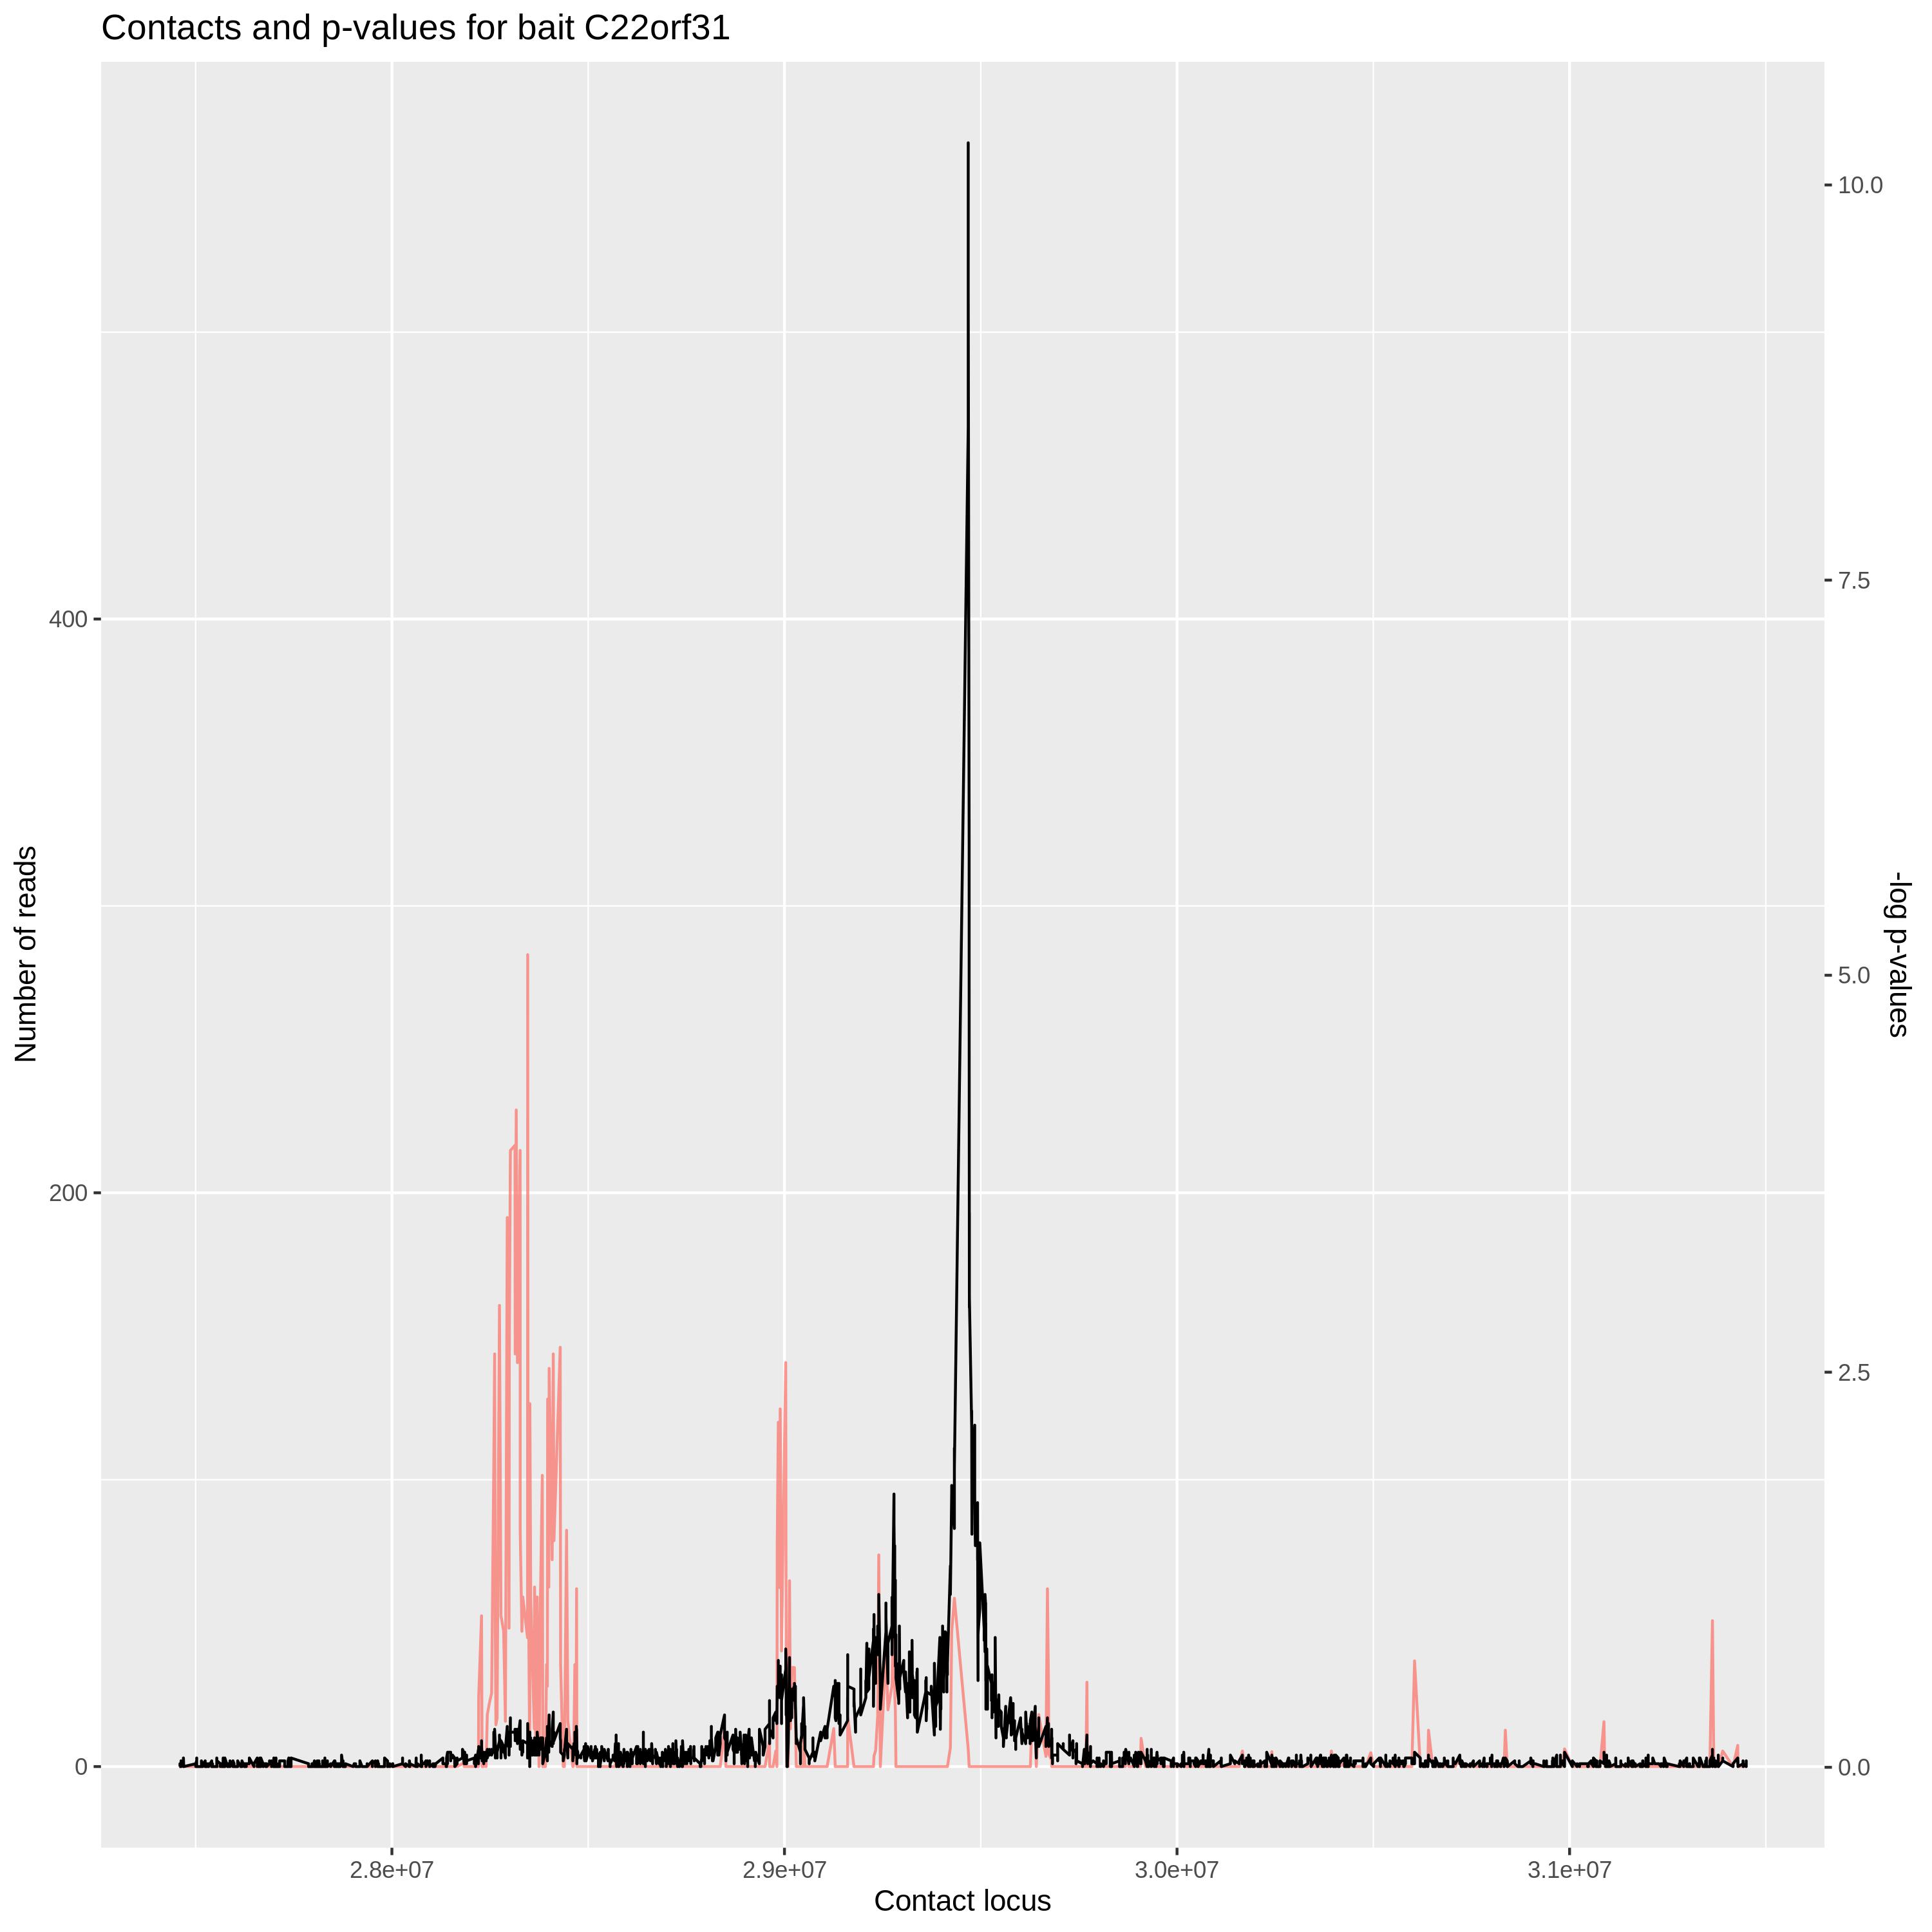 Contacts and p-values for bait C22orf31
Number of reads
400
200
0
10.0
7.5
5.0
2.5
0.0
-log p-values
2.8e+07
2.9e+07
3.0e+07
3.1e+07
Contact locus